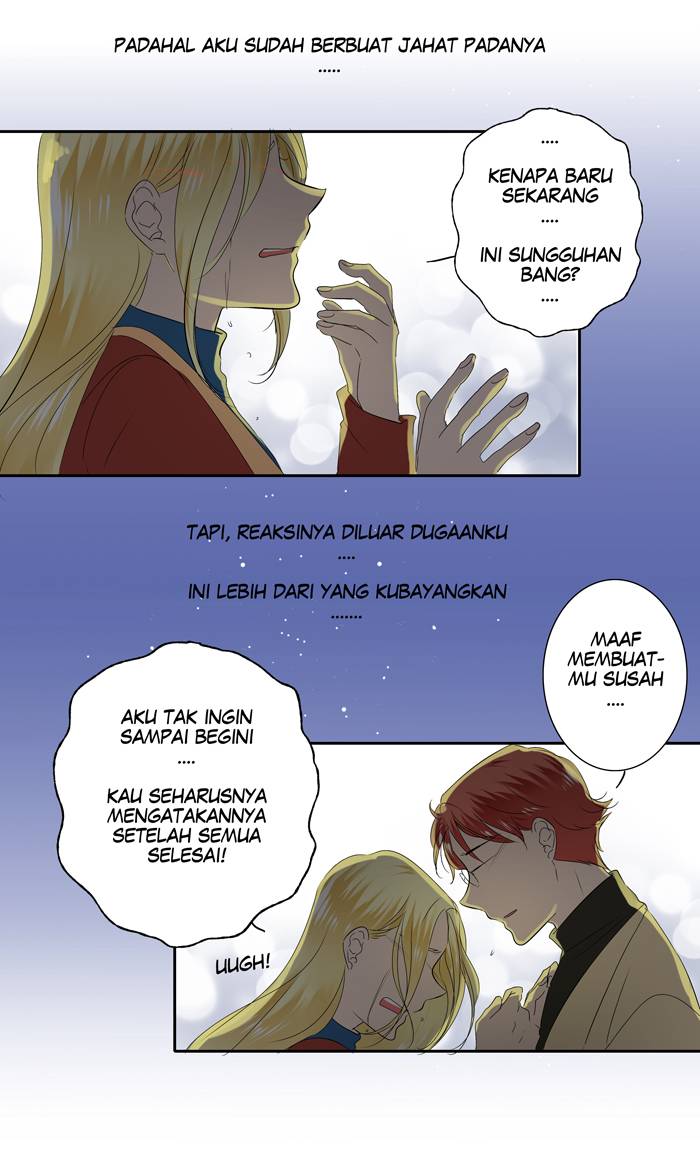 PADAHAL AKU SUDAH BERBUAT JAHAT PADANYA
.....
....
KENAPA BARU
SEKARANG
....
INI SUNGGUHAN
BANG?
....
TAPI, REAKSINYA DILUAR DUGAANKU
....
INI LEBIH DARI YANG KUBAYANGKAN
.......
MAAF
MEMBUAT-
MU SUSAH
....
AKU TAK INGIN
SAMPAI BEGINI
....
KAU SEHARUSNYA
MENGATAKANNYA
SETELAH SEMUA
SELESAI!
UUGH!